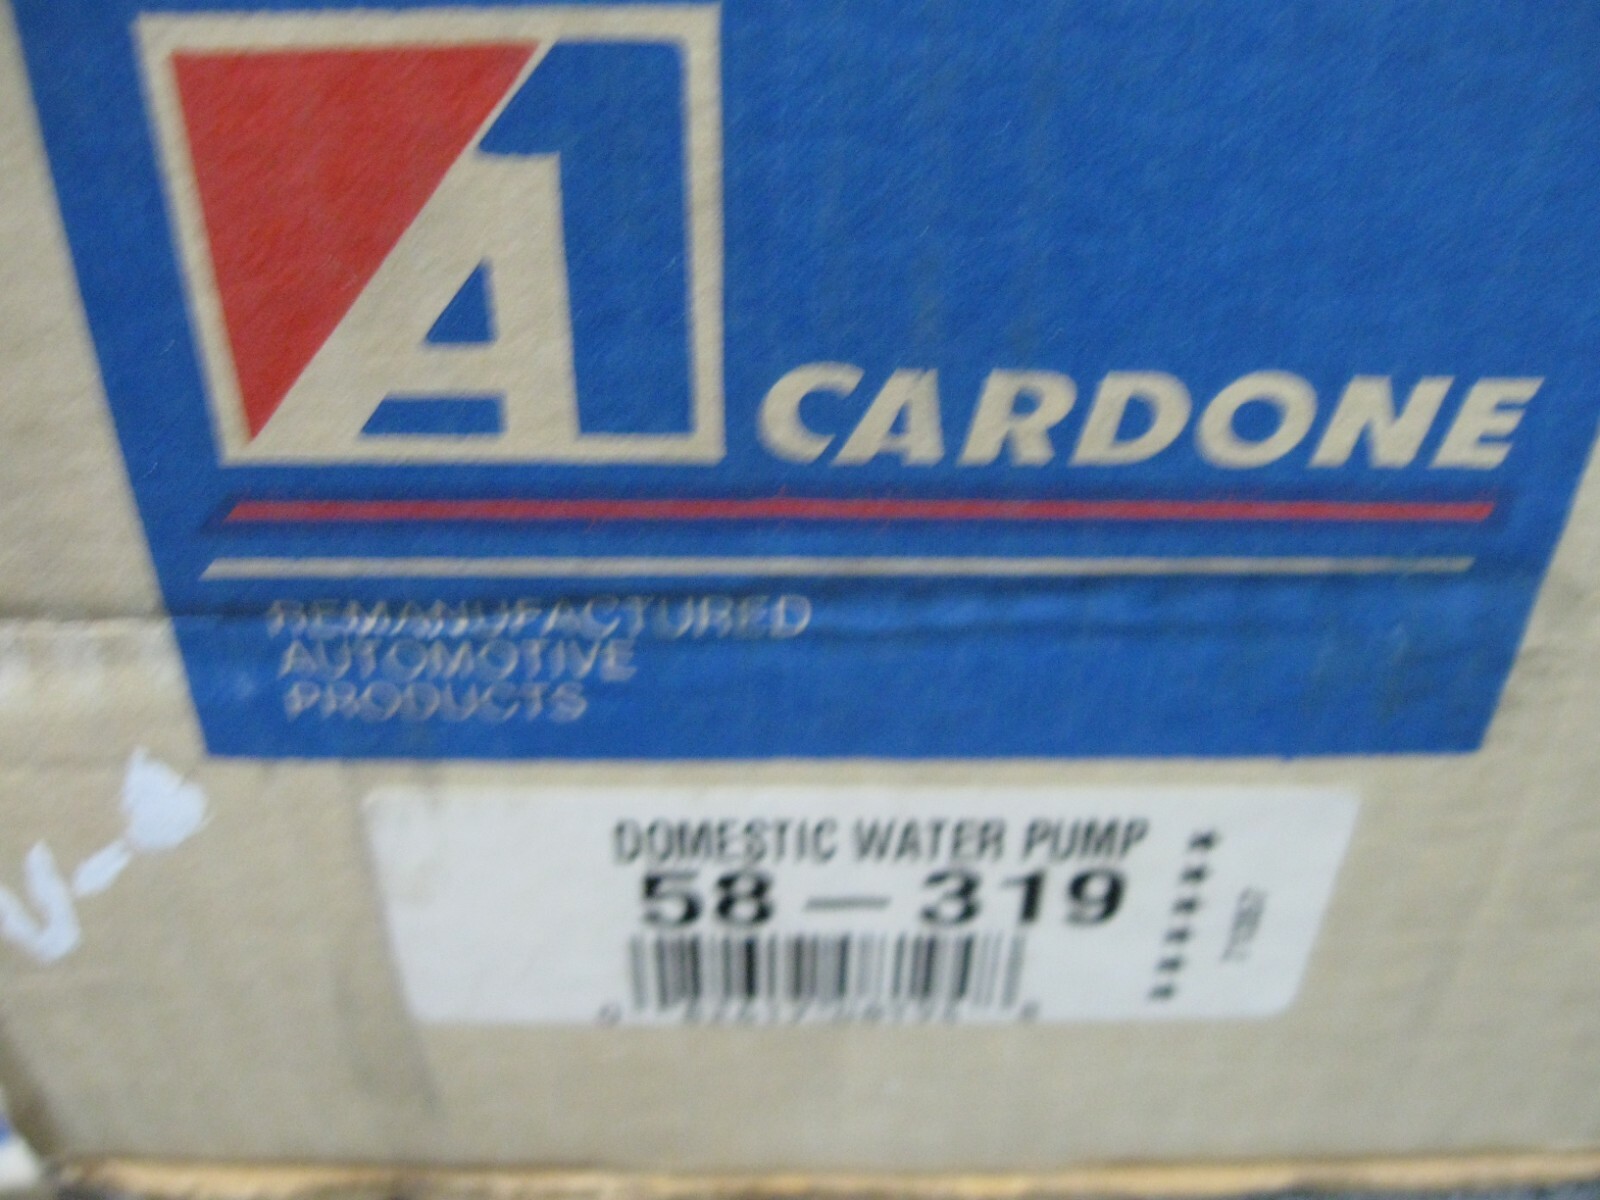 A1
CARDONE
REMANUFACTURED
AUTOMOTIVE
PRODUCTS
DOMESTIC WATER PUMP
58-319
*******